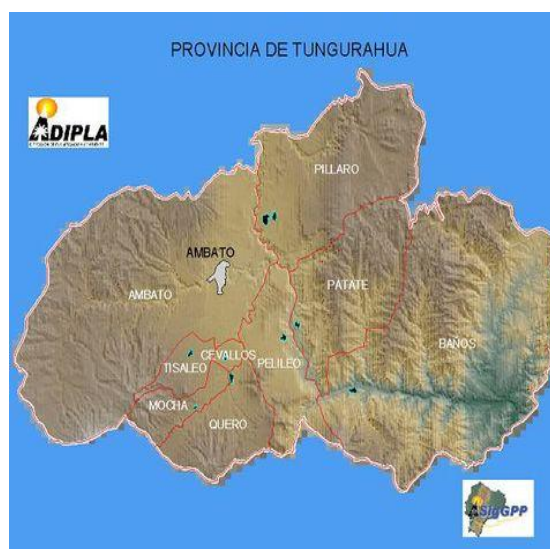 PROVINCIA DE TUNGURAHUA
ADIPLA
PILLARO
AMBATO
AMBATO
PATATE
BAÑOS
CEVALLOS
TISALEO
PELILEO
MOCHA
QUERO
SigGPP